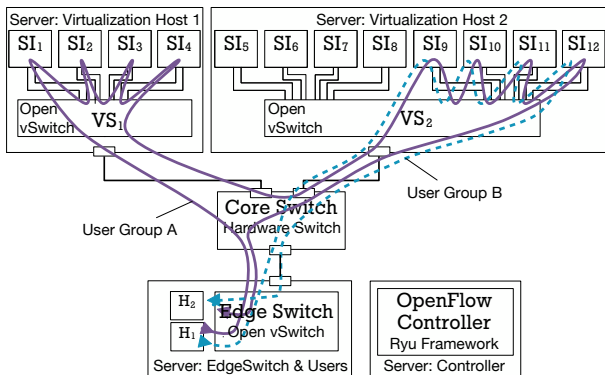 Server: Virtualization Host 1
Server: Virtualization Host 2
SI1 SI2 SI3 SI4
SI5 SI6 SI7 SI8 SI9 SI10 SI11 SI12
Open
vSwitch
VS1
Open
vSwitch
VS2
User Group A
User Group B
Core Switch
Hardware Switch
H2
H1
Edge Switch
Open vSwitch
Server: EdgeSwitch & Users
OpenFlow
Controller
Ryu Framework
Server: Controller